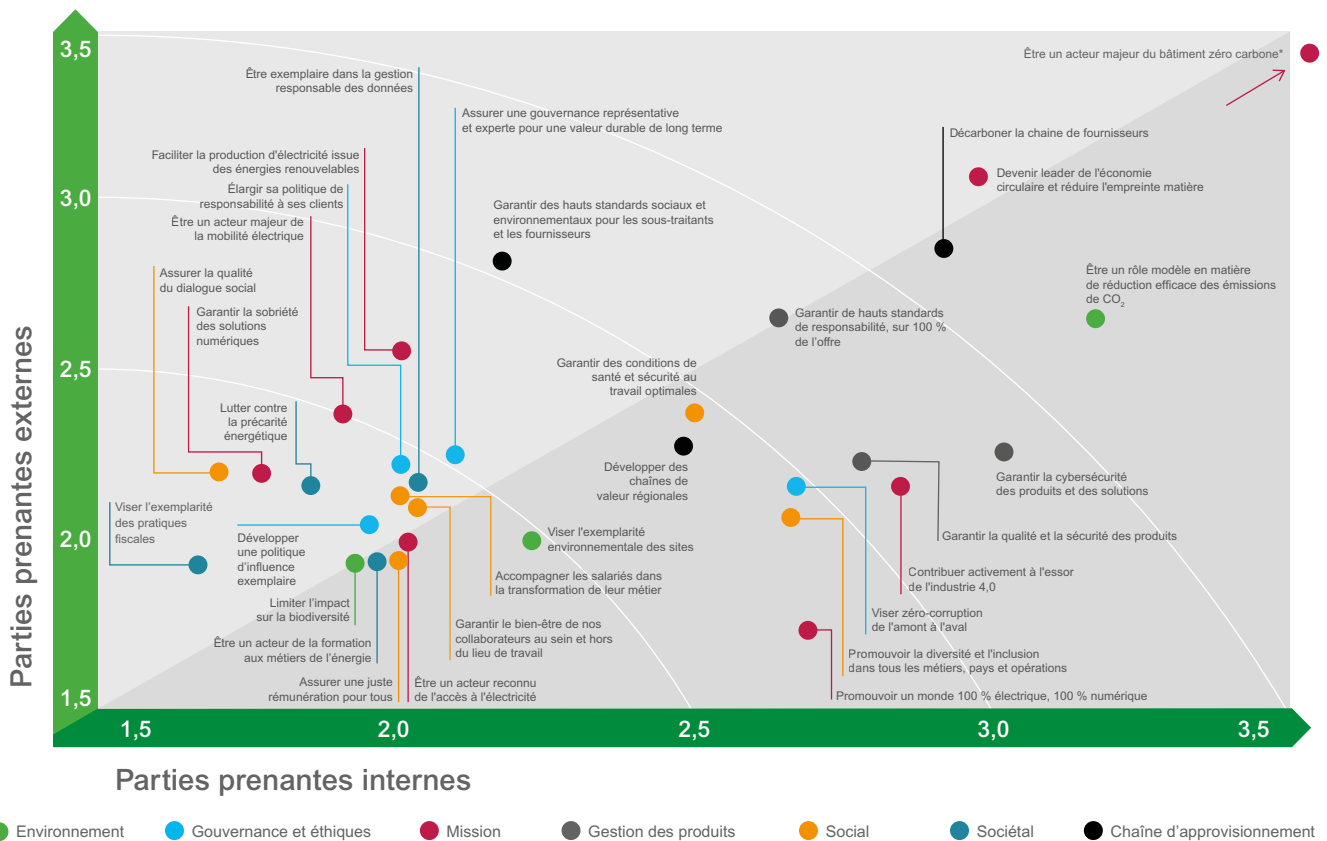 3,5
Être un acteur majeur du bâtiment zéro carbone*
Être exemplaire dans la gestion
responsable des données
Assurer une gouvernance représentative
et experte pour une valeur durable de long terme
Décarboner la chaine de fournisseurs
Faciliter la production d'électricité issue
des énergies renouvelables
Devenir leader de l'économie
circulaire et réduire l'empreinte matière
3,0
Élargir sa politique de
responsabilité à ses clients
Garantir des hauts standards sociaux et
environnementaux pour les sous-traitants
et les fournisseurs
Être un acteur majeur de
la mobilité électrique
Assurer la qualité
du dialogue social
Être un rôle modèle en matière
de réduction efficace des émissions
de CO2
Garantir la sobriété
des solutions
numériques
Garantir de hauts standards
de responsabilité, sur 100 %
de l'offre
2,5
Garantir des conditions de
santé et sécurité au
travail optimales
Lutter contre
la précarité
énergétique
Développer des
chaînes de
valeur régionales
Garantir la cybersécurité
des produits et des solutions
Viser l'exemplarité
des pratiques
fiscales
2,0
Développer
une politique
d'influence
exemplaire
Viser l'exemplarité
environnementale des sites
Garantir la qualité et la sécurité des produits
Accompagner les salariés dans
la transformation de leur métier
Contribuer activement à l'essor
de l'industrie 4,0
Limiter l'impact
sur la biodiversité
Viser zéro-corruption
de l'amont à l'aval
Garantir le bien-être de nos
collaborateurs au sein et hors
du lieu de travail
Être un acteur de la formation
aux métiers de l'énergie
Promouvoir la diversité et l'inclusion
dans tous les métiers, pays et opérations
Assurer une juste
rémunération pour tous
Être un acteur reconnu
de l'accès à l'électricité
Promouvoir un monde 100 % électrique, 100 % numérique
1,5
Parties prenantes externes
1,5
2,0
2,5
3,0
3,5
Parties prenantes internes
Environnement
Gouvernance et éthiques
Mission
Gestion des produits
Social
Sociétal
Chaîne d'approvisionnement